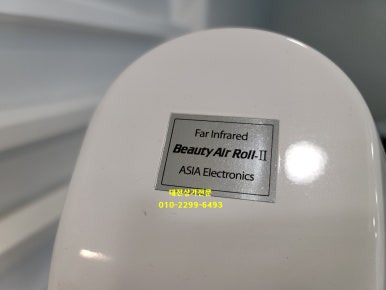 Far Infrared
Beauty Air Roll-II
ASIA Electronics
대전상가전문
010-2299-6493